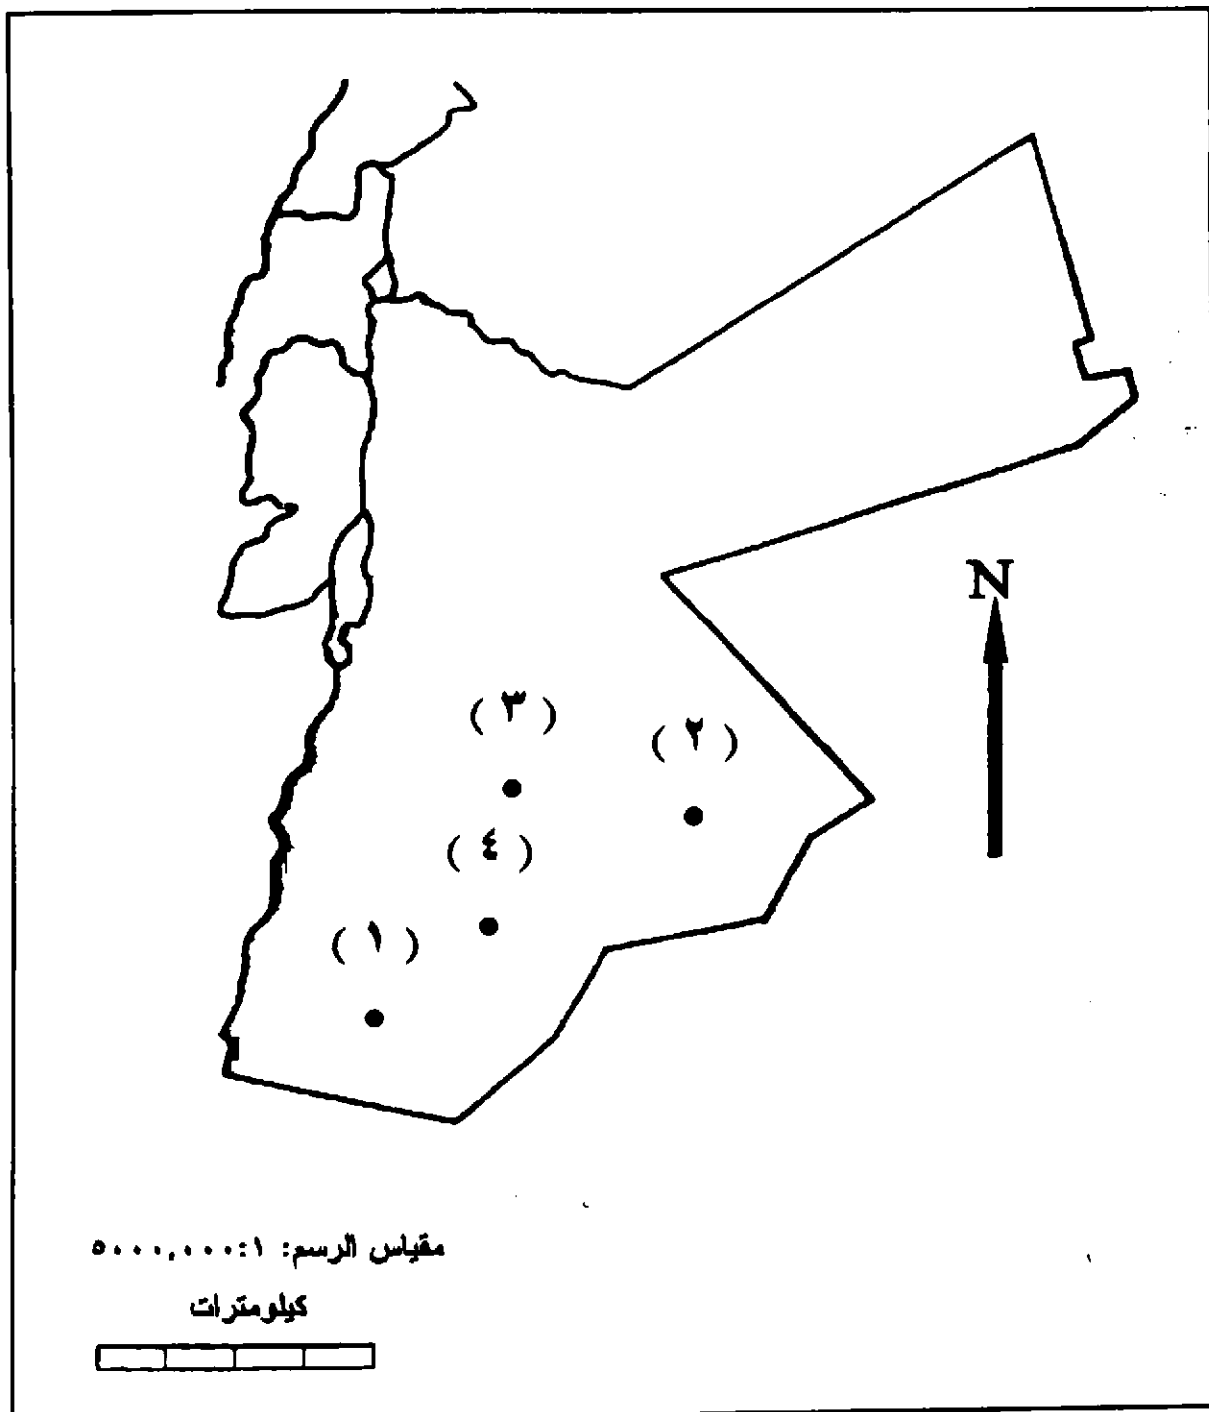 N
( ٣ )
( ٢ )
( ٤ )
( ١ )
مقياس الرسم: ١:٥٠٠٠,٠٠٠
كيلومترات